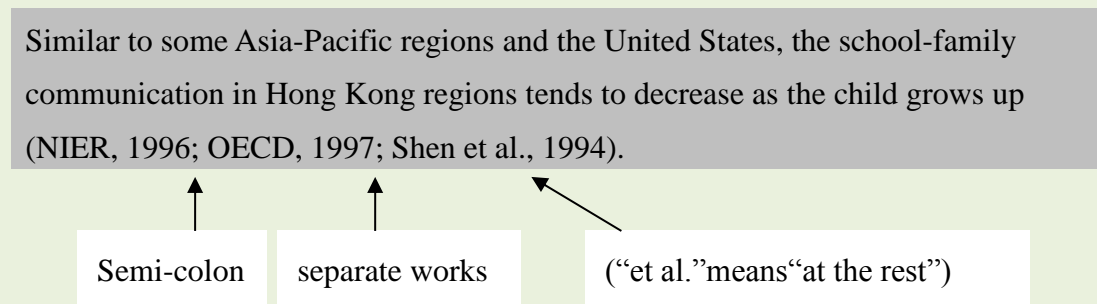 Similar to some Asia-Pacific regions and the United States, the school-family
communication in Hong Kong regions tends to decrease as the child grows up
(NIER, 1996; OECD, 1997; Shen et al., 1994).
Semi-colon
separate works
(“et al.”means“at the rest”)